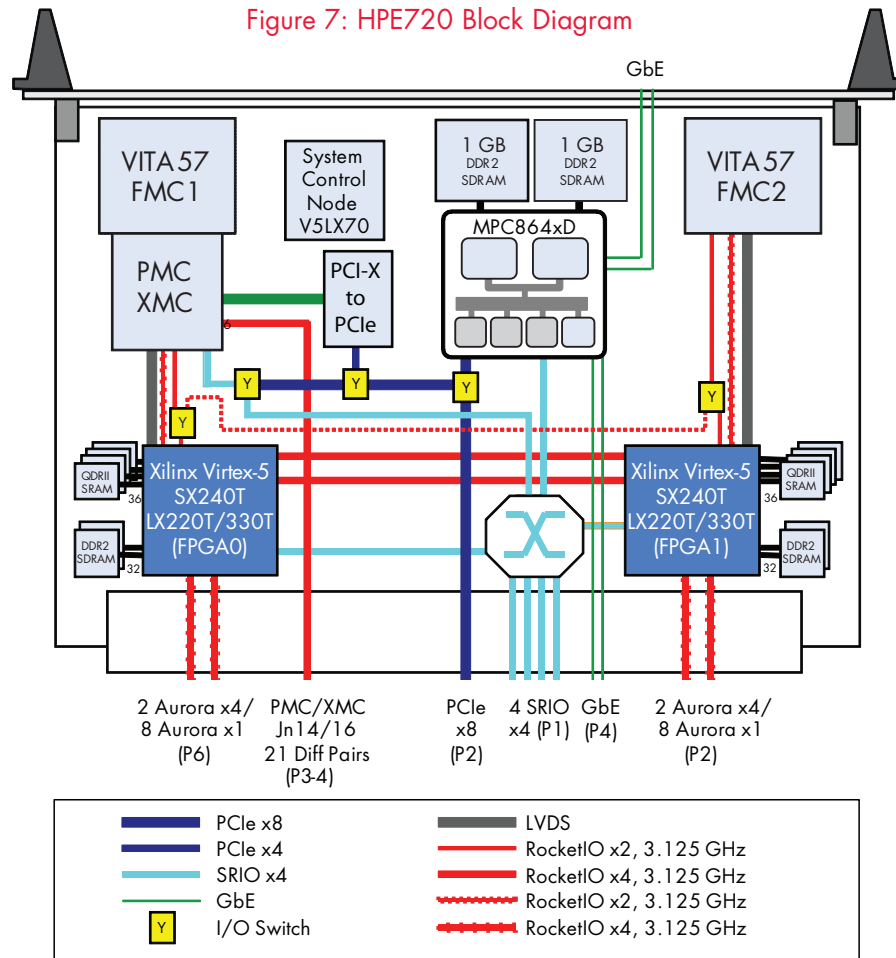 Figure 7: HPE720 Block Diagram
GbE
VITA 57
FMC1
System
Control
Node
V5LX70
1 GB
DDR2
SDRAM
1 GB
DDR2
SDRAM
VITA 57
FMC2
MPC864xD
PMC
XMC
PCI-X
to
PCIe
6
Y
Y
Y
Y
Y
QDRII
SRAM
36
Xilinx Virtex-5
SX240T
LX220T/330T
(FPGA0)
Xilinx Virtex-5
SX240T
LX220T/330T
(FPGA1)
QDRII
SRAM
36
DDR2
SDRAM
32
DDR2
SDRAM
32
2 Aurora x4/
8 Aurora x1
(P6)
PMC/XMC
Jn14/16
21 Diff Pairs
(P3-4)
PCIe
x8
(P2)
4 SRIO
x4 (P1)
GbE
(P4)
2 Aurora x4/
8 Aurora x1
(P2)
PCIe x8
PCIe x4
SRIO x4
GbE
Y I/O Switch
LVDS
RocketIO x2, 3.125 GHz
RocketIO x4, 3.125 GHz
RocketIO x2, 3.125 GHz
RocketIO x4, 3.125 GHz